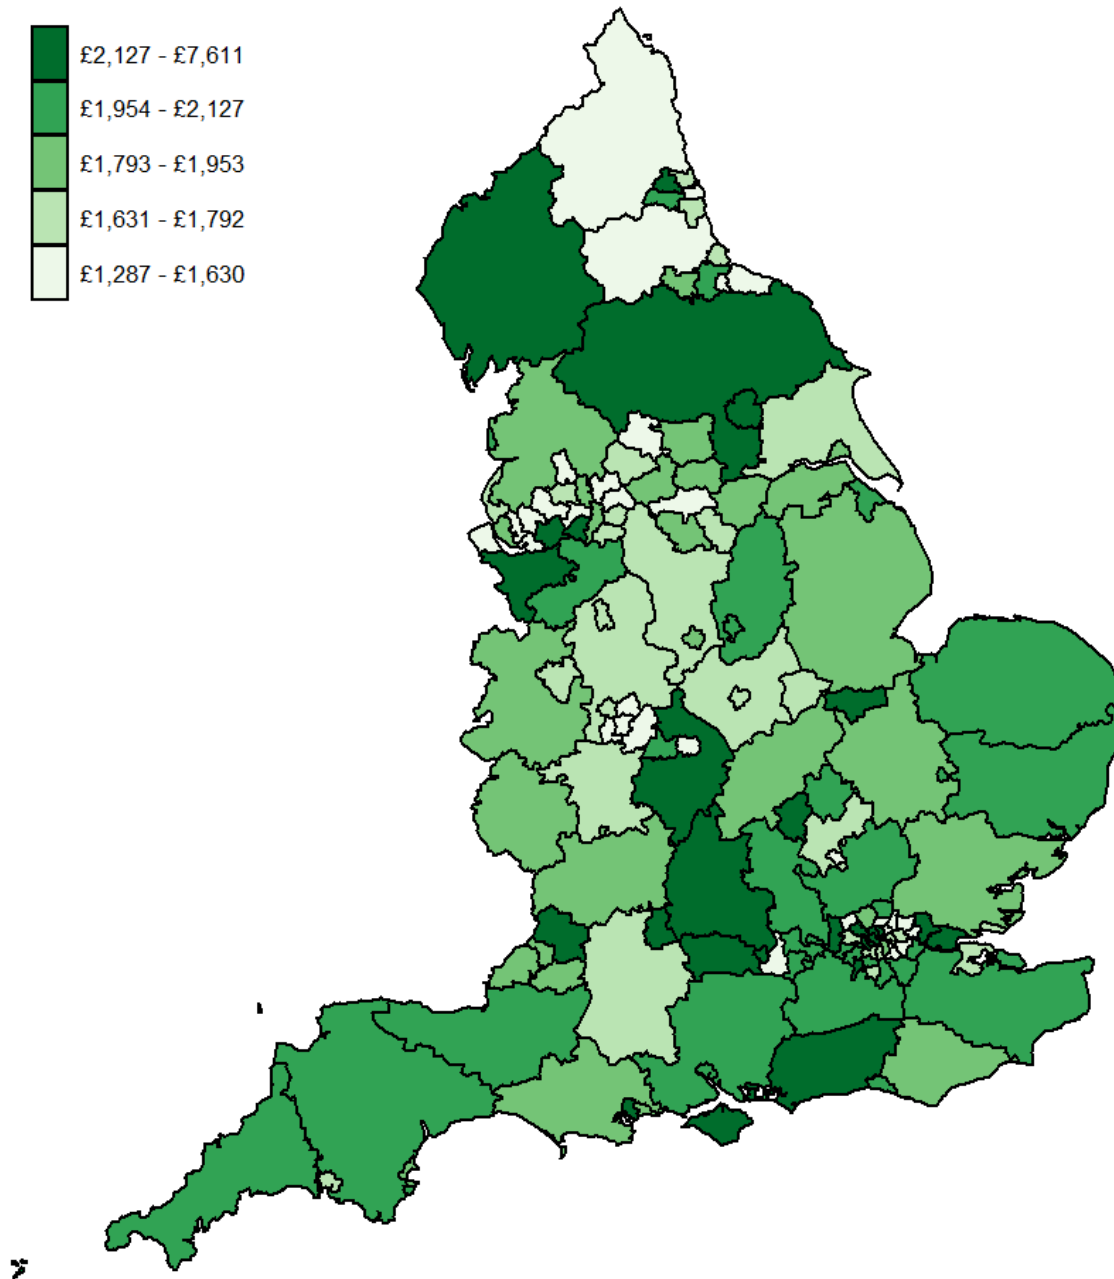 £2,127 - £7,611
£1,954 - £2,127
£1,793 - £1,953
£1,631 - £1,792
£1,287 - £1,630